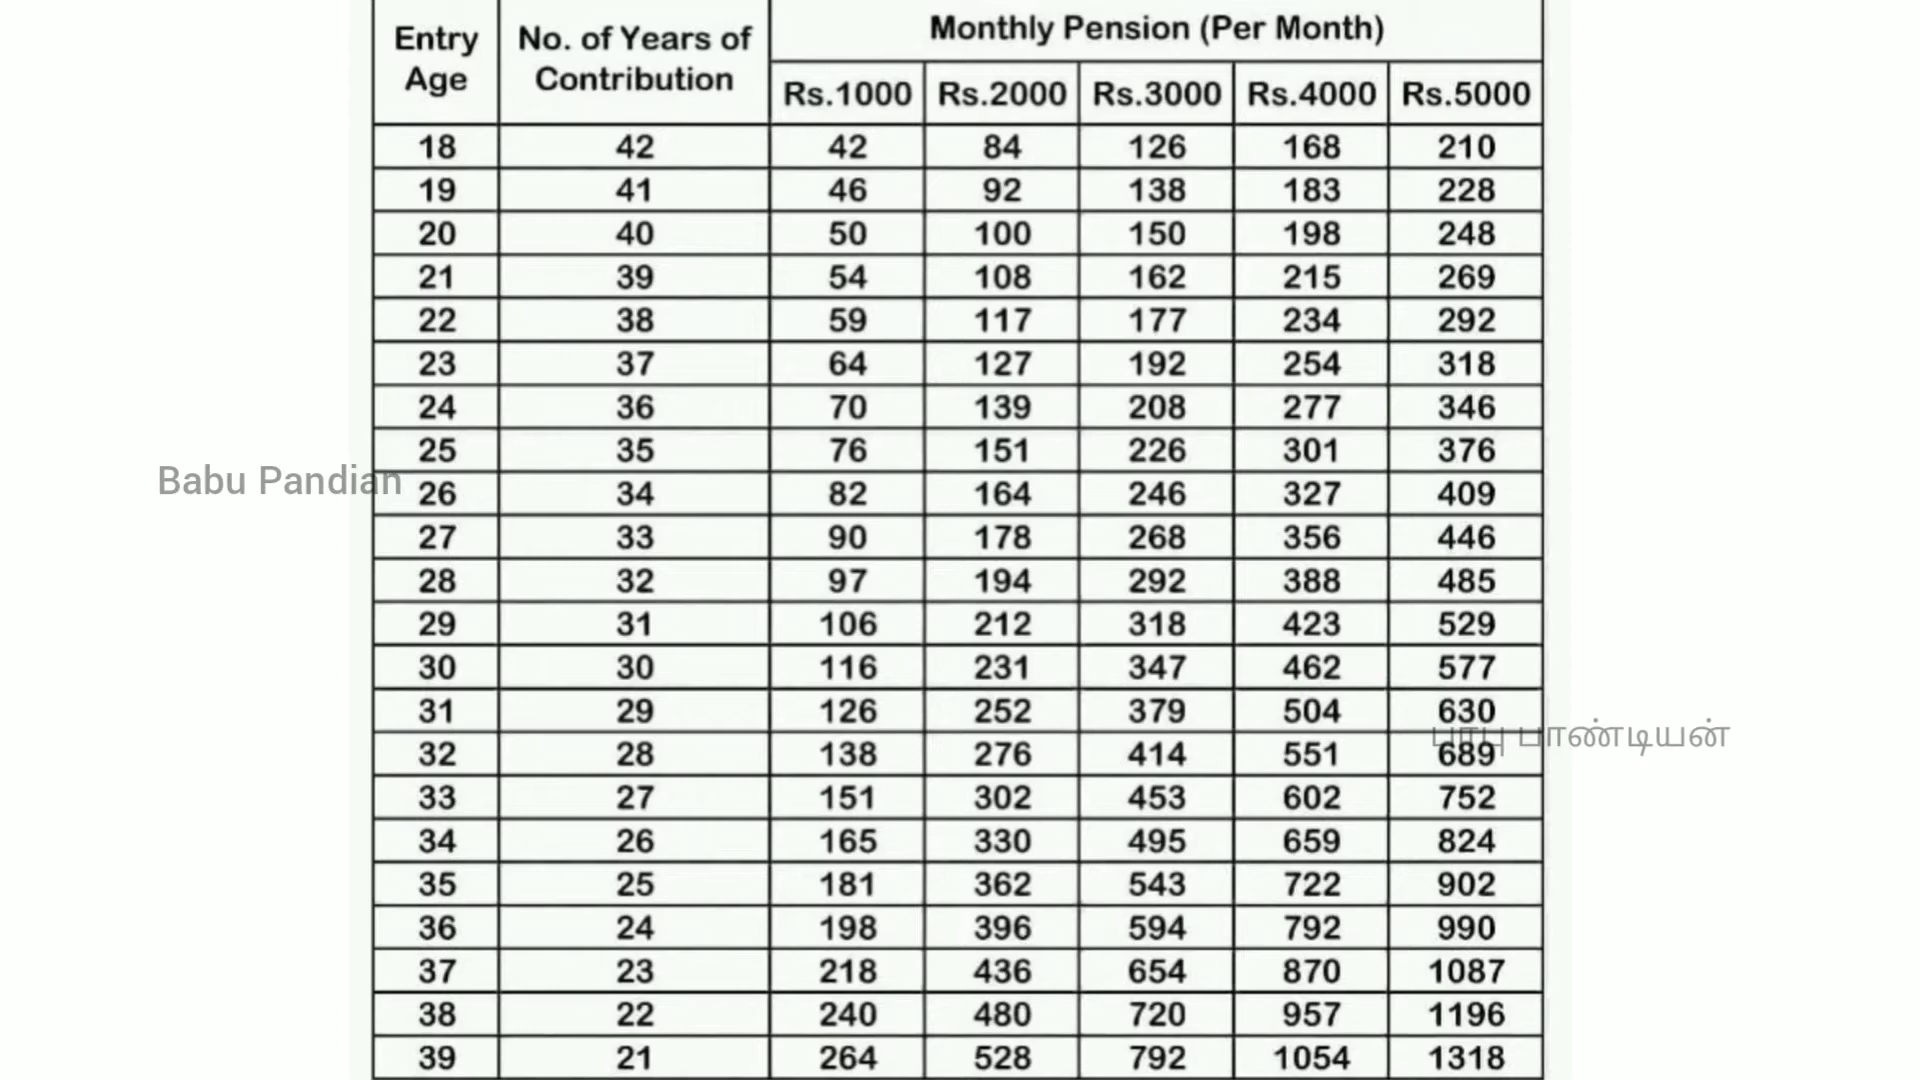 Entry Age No. of Years of Contribution Monthly Pension (Per Month)
Rs.1000 Rs.2000 Rs.3000 Rs.4000 Rs.5000
18 42 42 84 126 168 210
19 41 46 92 138 183 228
20 40 50 100 150 198 248
21 39 54 108 162 215 269
22 38 59 117 177 234 292
23 37 64 127 192 254 318
24 36 70 139 208 277 346
25 35 76 151 226 301 376
Babu Pandian
26 34 82 164 246 327 409
27 33 90 178 268 356 446
28 32 97 194 292 388 485
29 31 106 212 318 423 529
30 30 116 231 347 462 577
31 29 126 252 379 504 630
பாபு பாண்டியன்
32 28 138 276 414 551 689
33 27 151 302 453 602 752
34 26 165 330 495 659 824
35 25 181 362 543 722 902
36 24 198 396 594 792 990
37 23 218 436 654 870 1087
38 22 240 480 720 957 1196
39 21 264 528 792 1054 1318